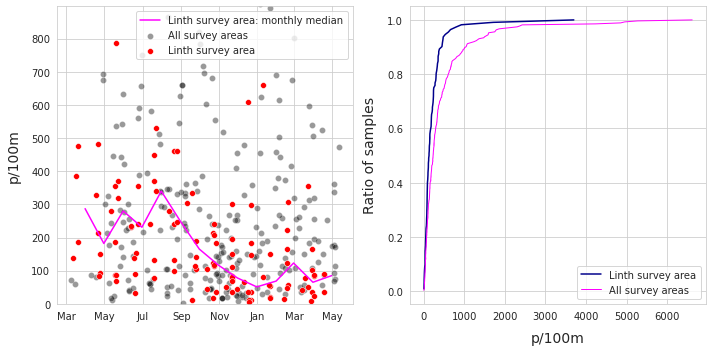 Linth survey area: monthly median
All survey areas
Linth survey area
p/100m
800
700
600
500
400
300
200
100
0
Mar May Jul Sep Nov Jan Mar May
Ratio of samples
1.0
0.8
0.6
0.4
0.2
0.0
Linth survey area
All survey areas
0 1000 2000 3000 4000 5000 6000
p/100m